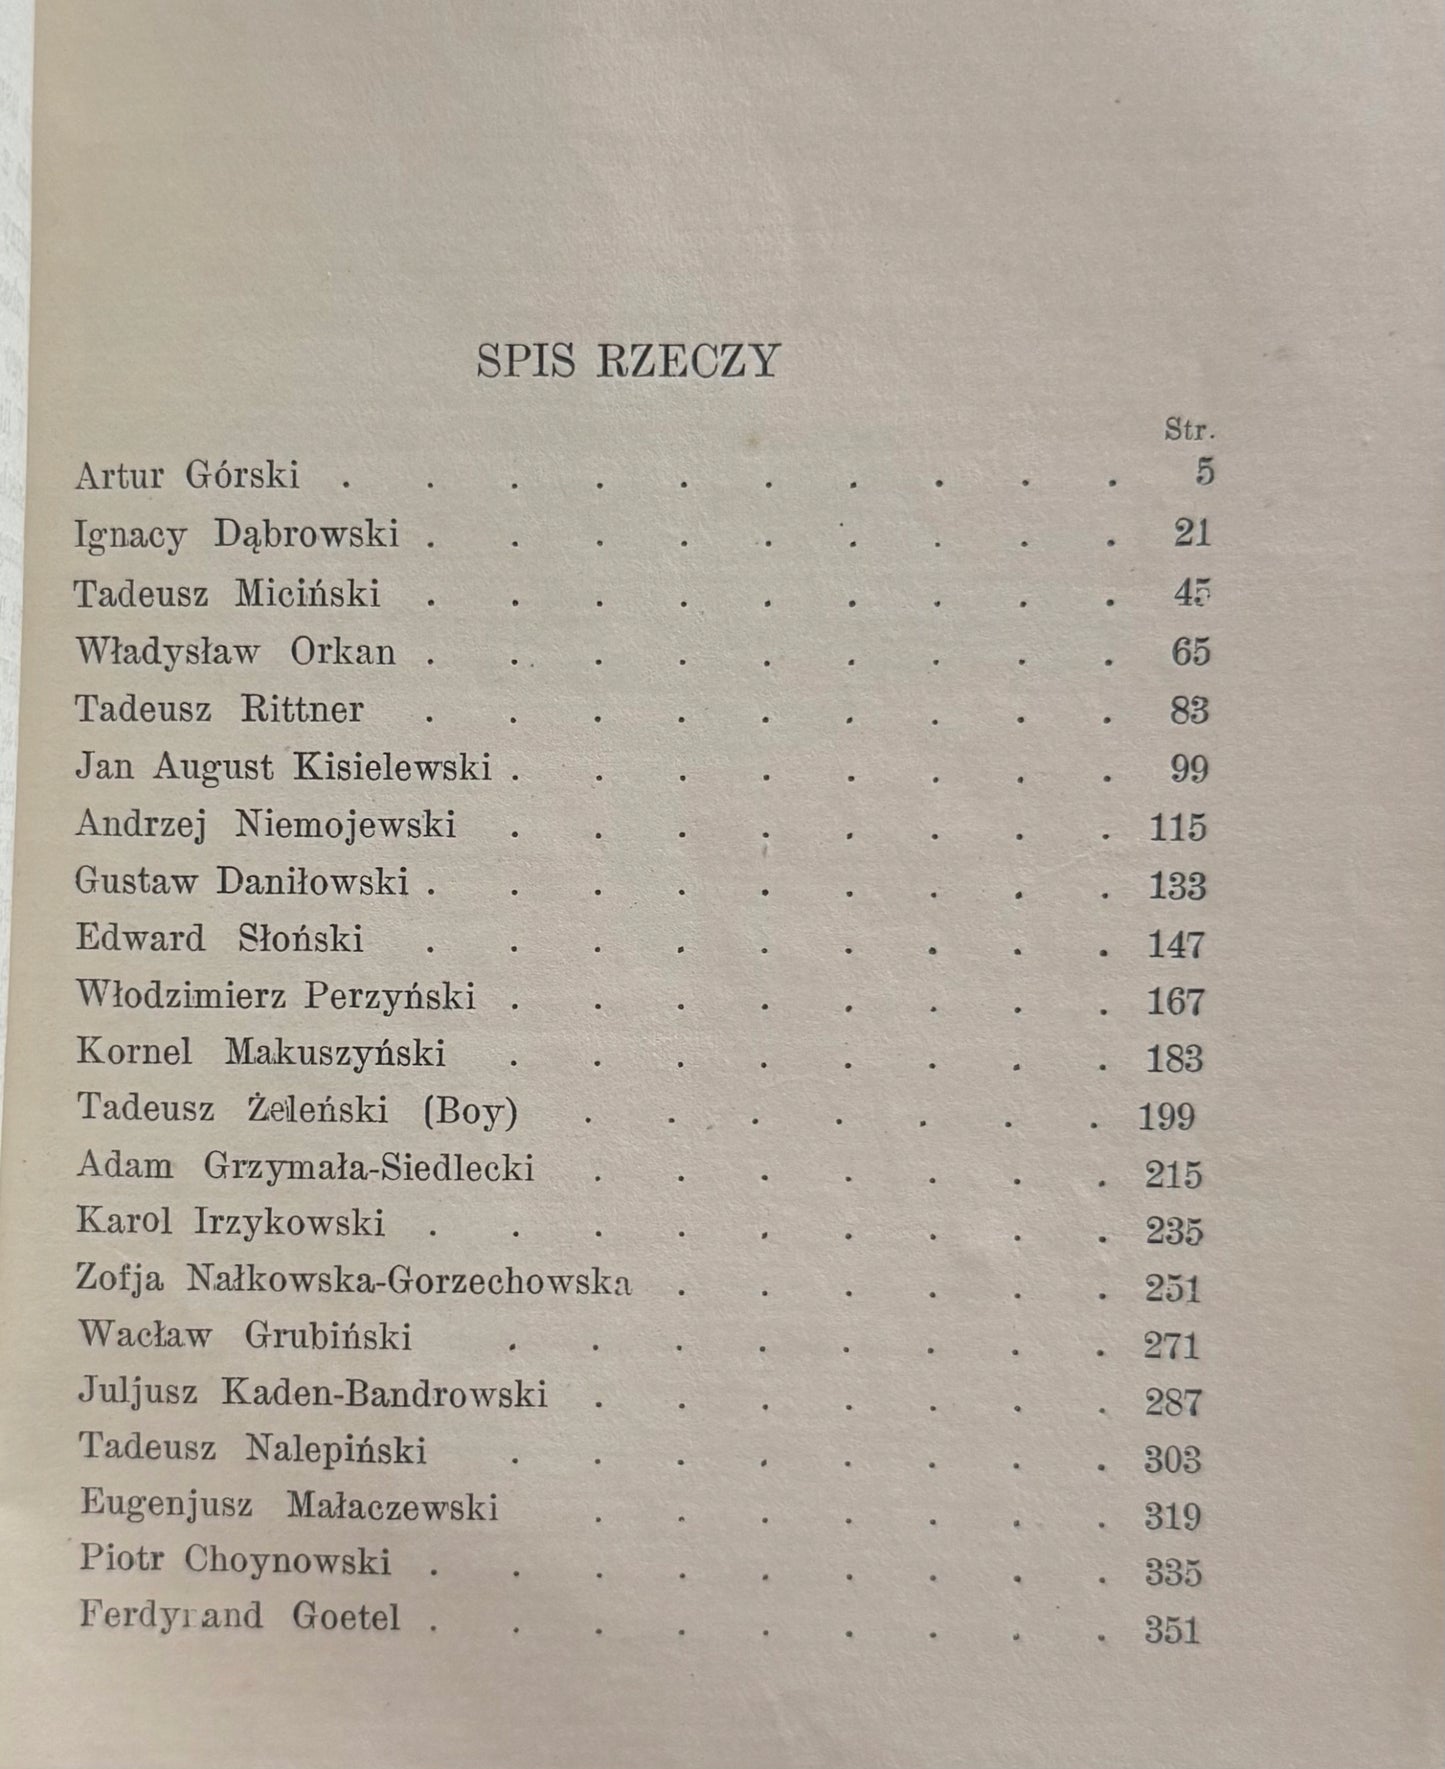 SPIS RZECZY
Str.
Artur Górski . . . . . . . . . . 5
Ignacy Dąbrowski . . . . . . . . . 21
Tadeusz Miciński . . . . . . . . . 45
Władysław Orkan . . . . . . . . . 65
Tadeusz Rittner . . . . . . . . . 83
Jan August Kisielewski . . . . . . . . 99
Andrzej Niemojewski . . . . . . . . 115
Gustaw Daniłowski . . . . . . . . . 133
Edward Słoński . . . . . . . . . 147
Włodzimierz Perzyński . . . . . . . . 167
Kornel Makuszyński . . . . . . . . 183
Tadeusz Żeleński (Boy) . . . . . . . 199
Adam Grzymała-Siedlecki . . . . . . . 215
Karol Irzykowski . . . . . . . . . 235
Zofja Nałkowska-Gorzechowska . . . . . . 251
Wacław Grubiński . . . . . . . . 271
Juljusz Kaden-Bandrowski . . . . . . . 287
Tadeusz Nalepiński . . . . . . . . 303
Eugenjusz Małaczewski . . . . . . . 319
Piotr Choynowski . . . . . . . . . 335
Ferdynand Goetel . . . . . . . . . 351